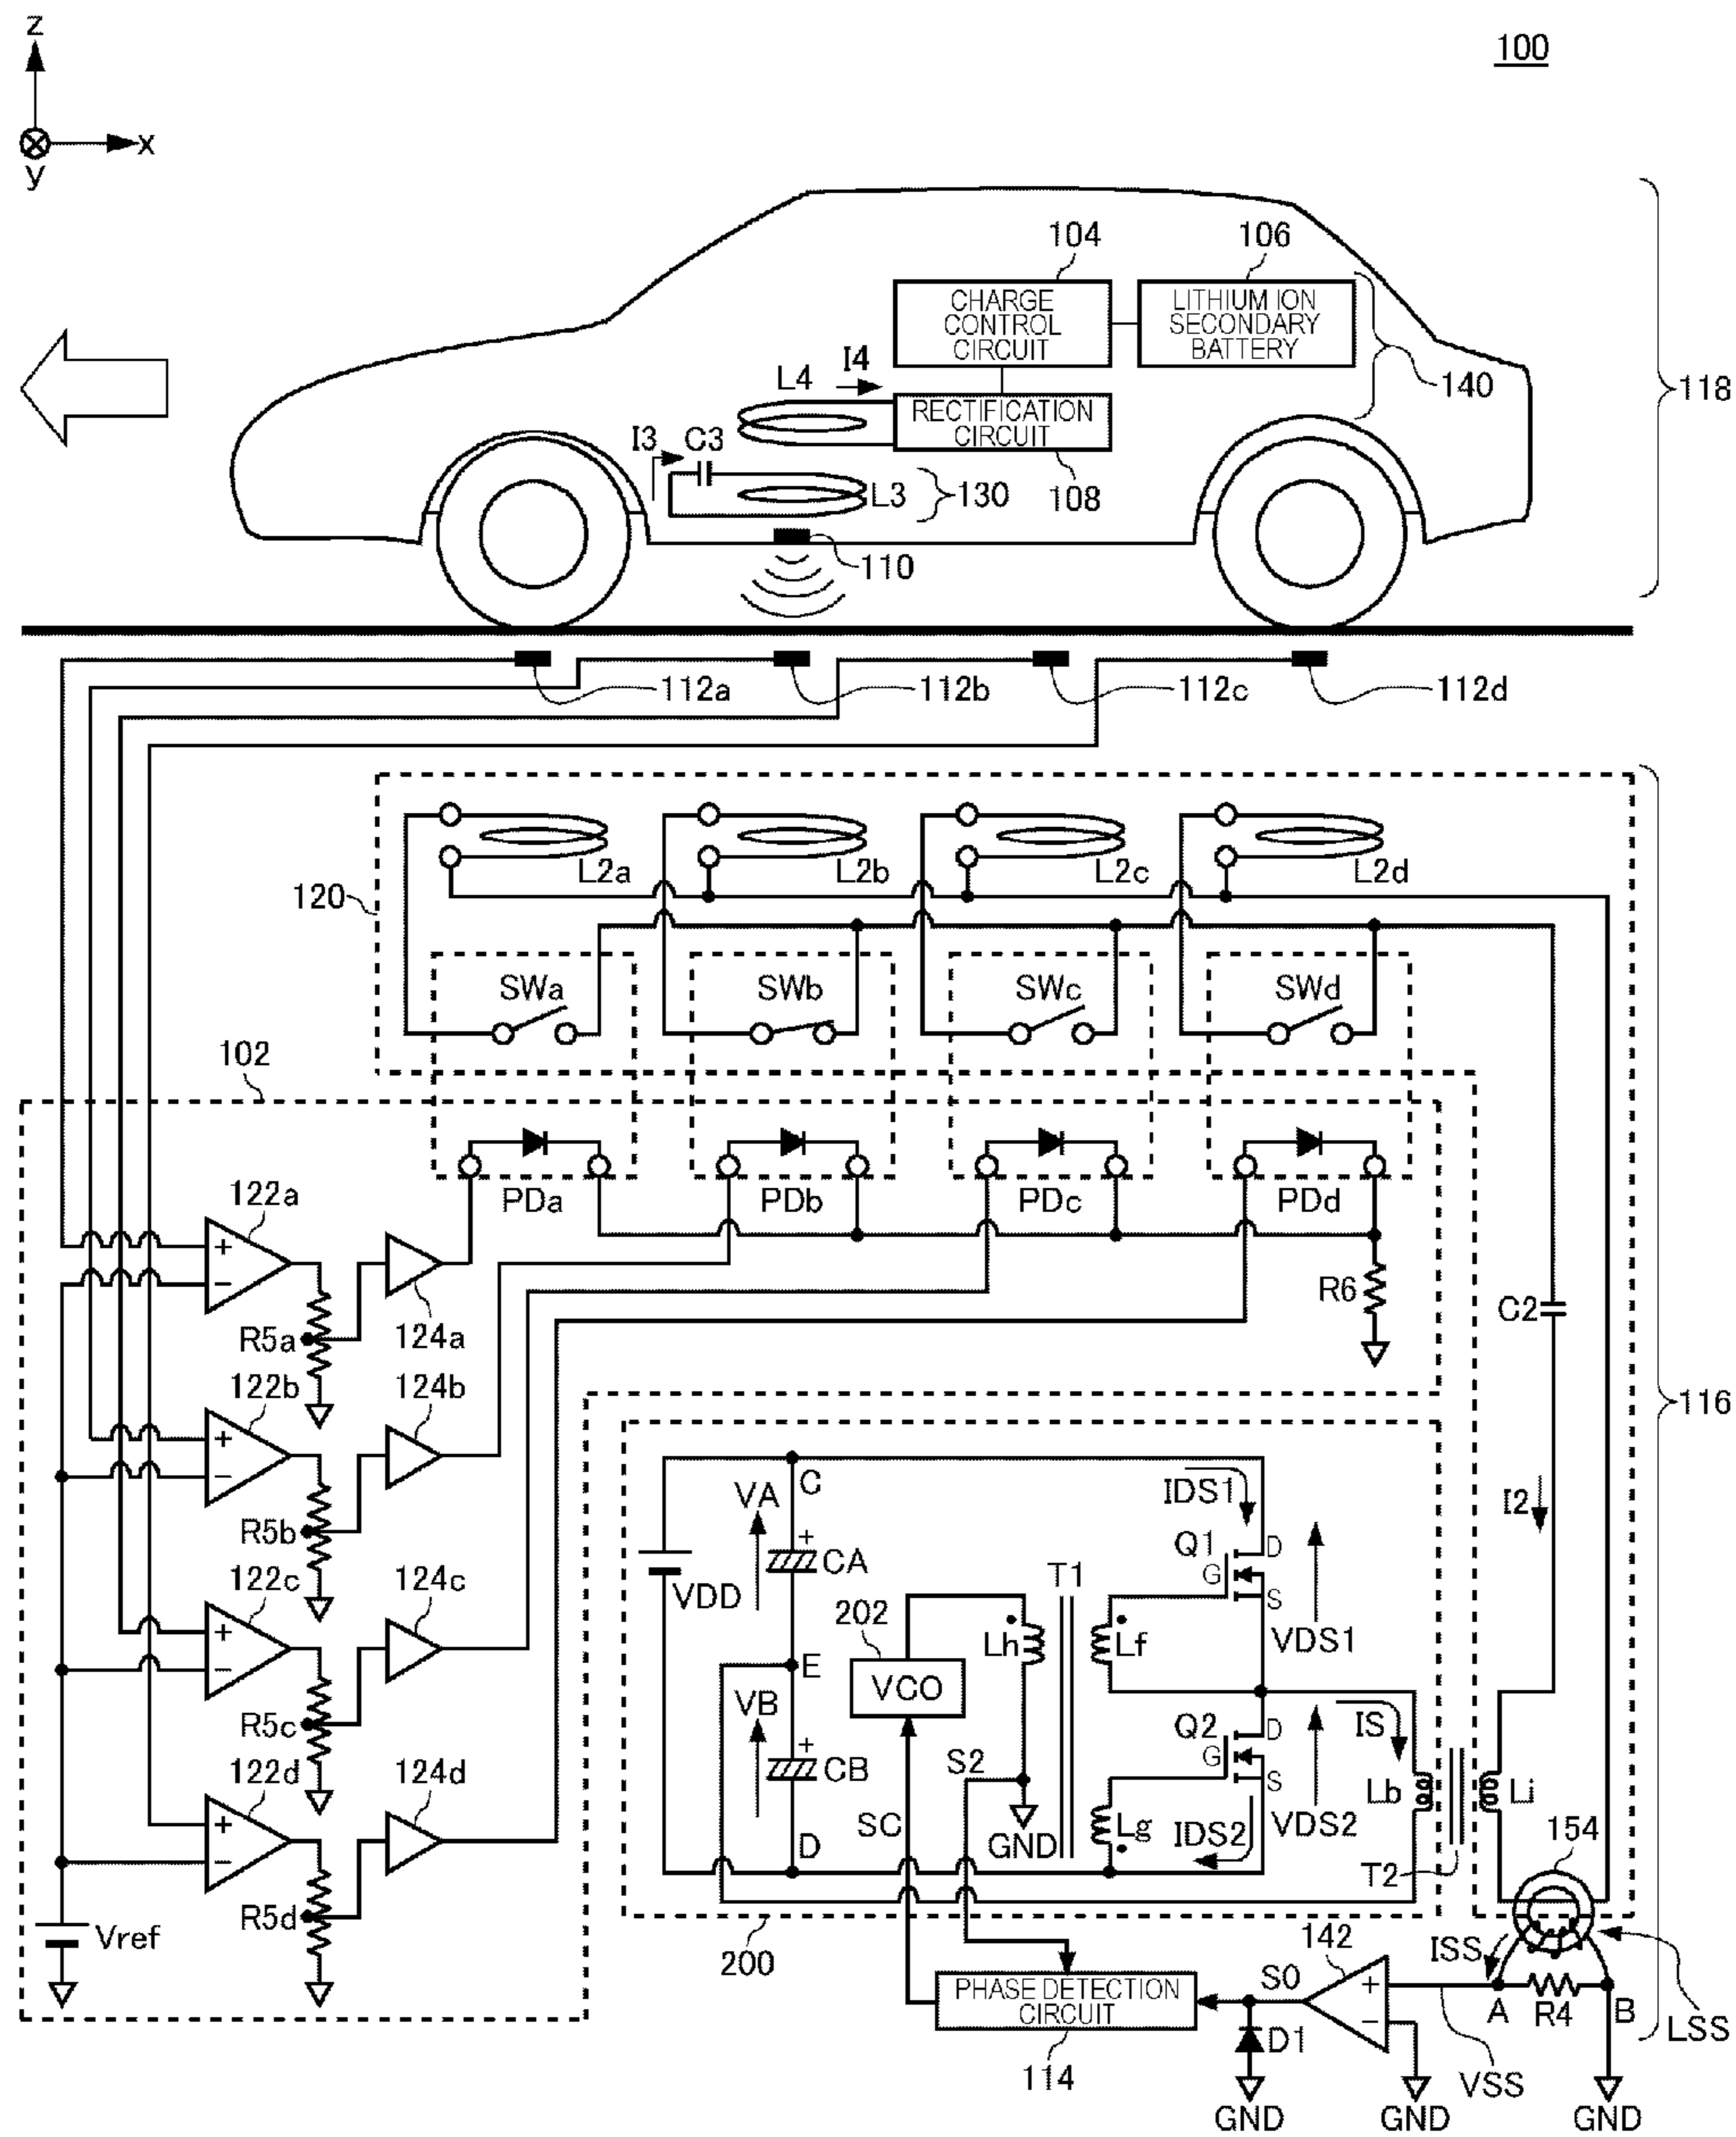 z
100
x
y
104
106
CHARGE
CONTROL
CIRCUIT
LITHIUM ION
SECONDARY
BATTERY
140
118
L4
I4
RECTIFICATION
CIRCUIT
I3
C3
L3
130
108
110
112a
112b
112c
112d
L2a
L2b
L2c
L2d
120
SWa
SWb
SWc
SWd
102
PDa
PDb
PDc
PDd
122a
+
−
R5a
124a
R6
C2
116
122b
+
−
R5b
124b
122c
+
−
R5c
124c
122d
+
−
R5d
124d
Vref
I2
C
VA
+
CA
VDD
IDS1
Q1
D
G
S
T1
202
Lh
Lf
VDS1
VCO
E
VB
+
CB
D
IS
Q2
D
G
S
S2
SC
GND
Lg
IDS2
VDS2
Lb
Li
T2
154
200
142
ISS
S0
+
−
A
R4
B
LSS
PHASE DETECTION
CIRCUIT
D1
114
VSS
GND
GND
GND